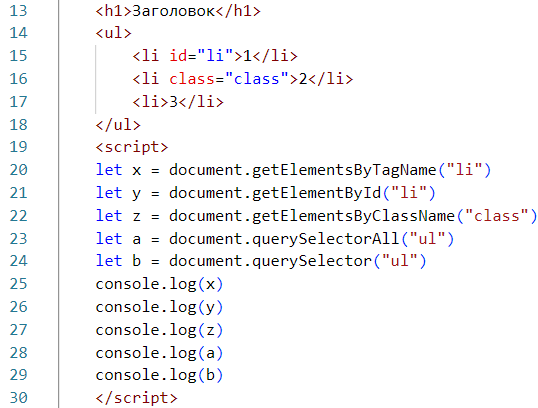 13 <h1>Заголовок</h1>
14 <ul>
15 <li id="li">1</li>
16 <li class="class">2</li>
17 <li>3</li>
18 </ul>
19 <script>
20 let x = document.getElementsByTagName("li")
21 let y = document.getElementById("li")
22 let z = document.getElementsByClassName("class")
23 let a = document.querySelectorAll("ul")
24 let b = document.querySelector("ul")
25 console.log(x)
26 console.log(y)
27 console.log(z)
28 console.log(a)
29 console.log(b)
30 </script>